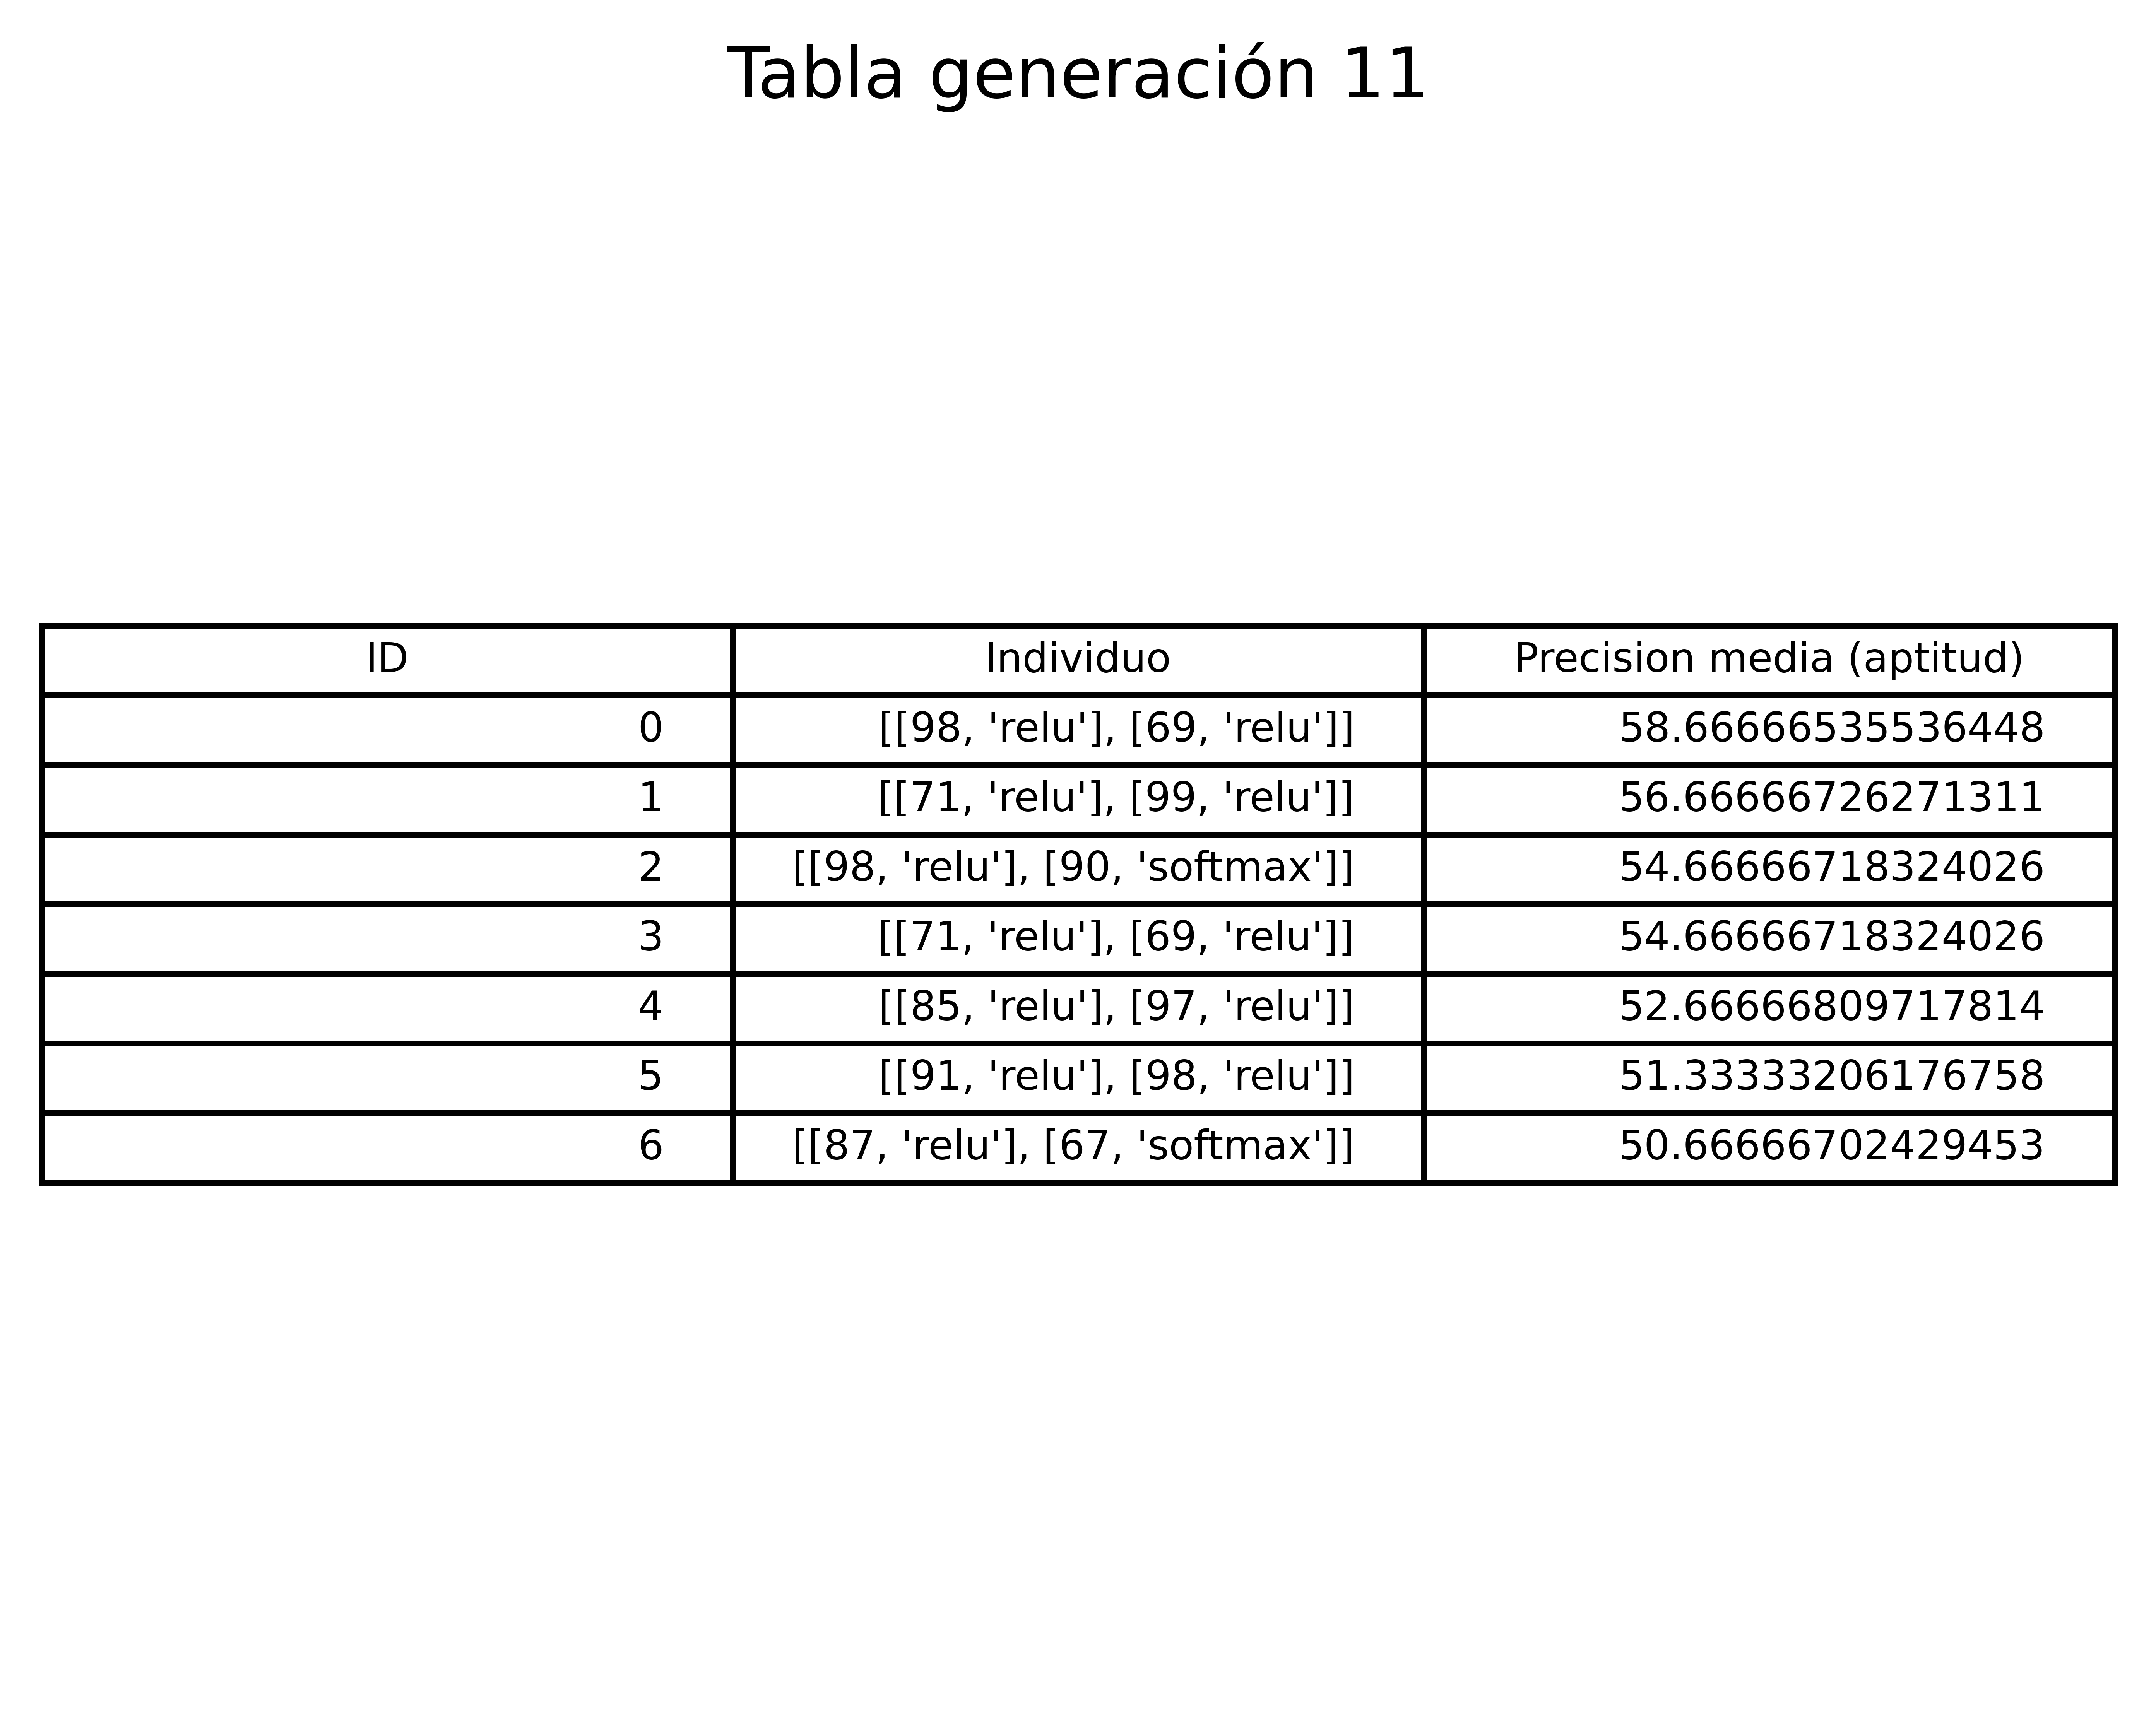 Tabla generación 11
ID Individuo Precision media (aptitud)
0 [[98, 'relu'], [69, 'relu']] 58.66666535536448
1 [[71, 'relu'], [99, 'relu']] 56.66666726271311
2 [[98, 'relu'], [90, 'softmax']] 54.66666718324026
3 [[71, 'relu'], [69, 'relu']] 54.66666718324026
4 [[85, 'relu'], [97, 'relu']] 52.66666809717814
5 [[91, 'relu'], [98, 'relu']] 51.33333206176758
6 [[87, 'relu'], [67, 'softmax']] 50.66666702429453